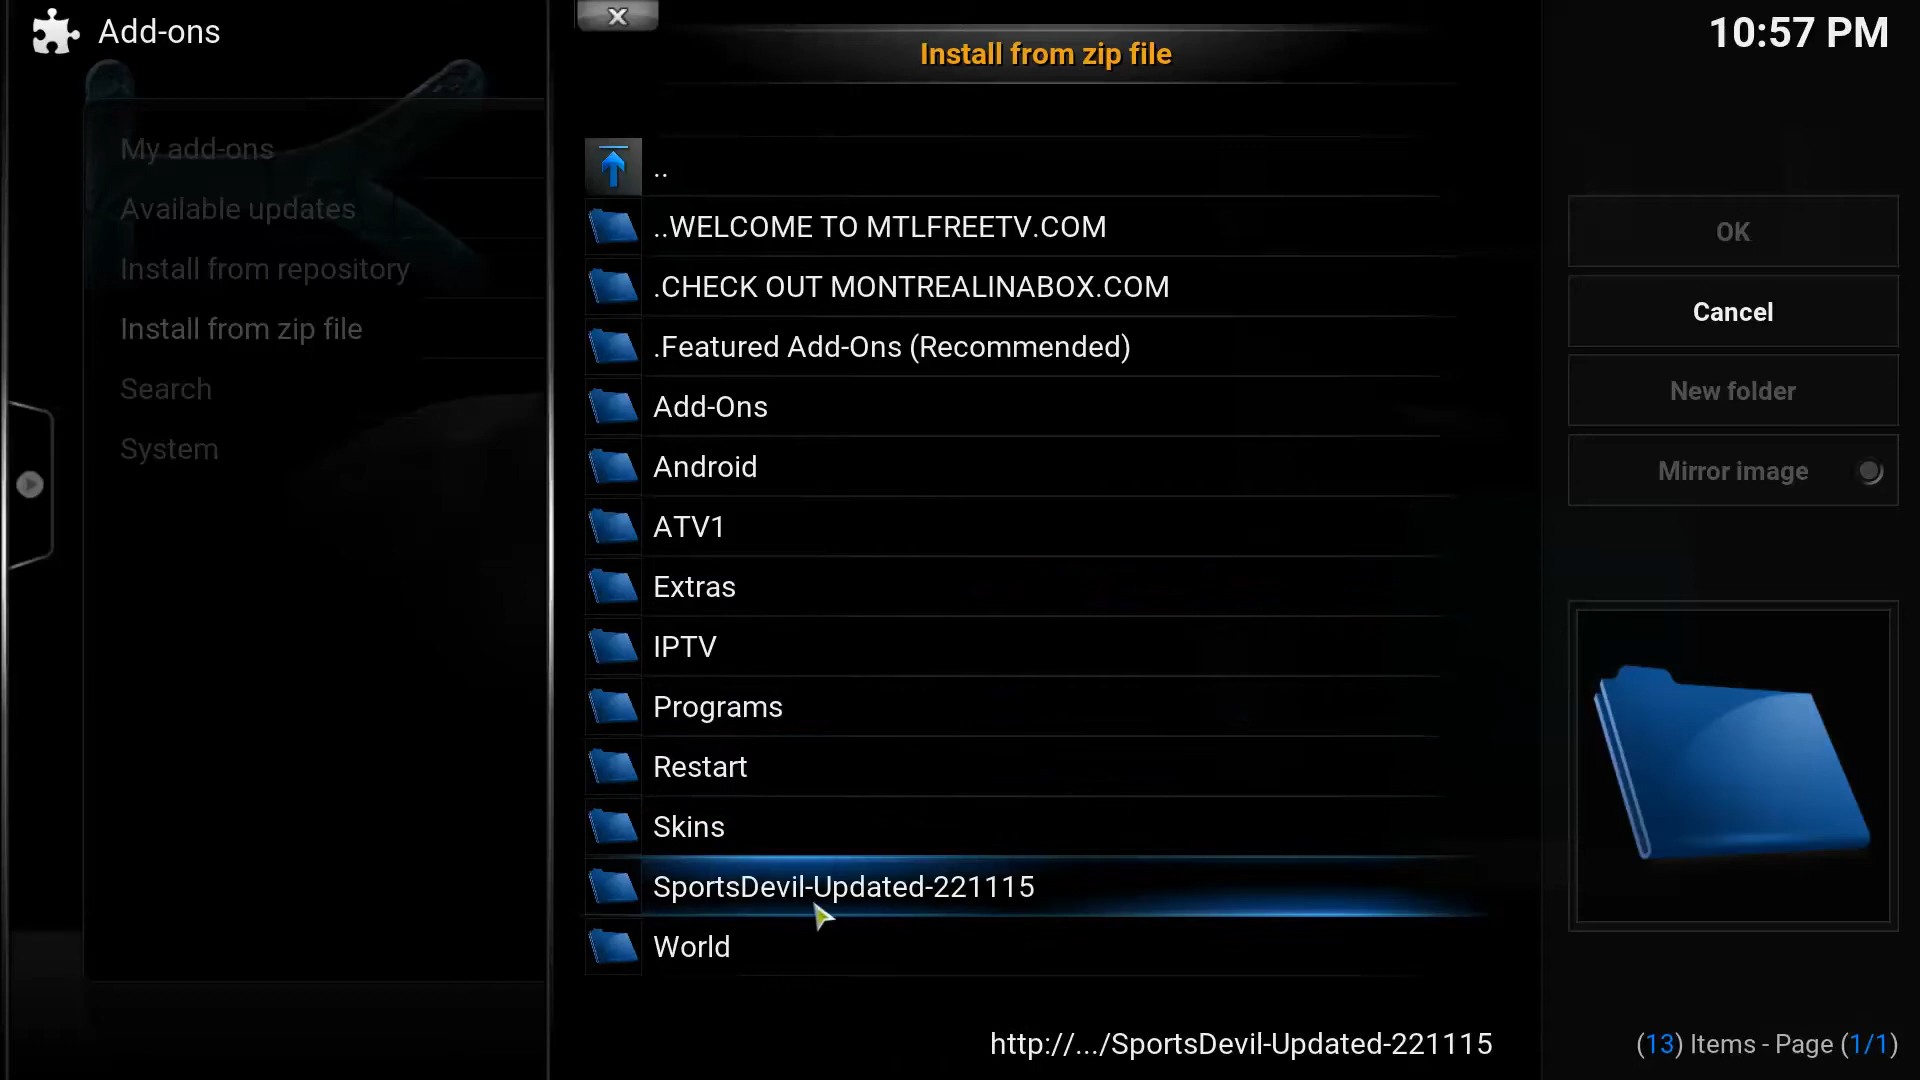 Add-ons
10:57 PM
X
Install from zip file
My add-ons
Available updates
Install from repository
Install from zip file
Search
System
..
..WELCOME TO MTLFREETV.COM
.CHECK OUT MONTREALINABOX.COM
.Featured Add-Ons (Recommended)
Add-Ons
Android
ATV1
Extras
IPTV
Programs
Restart
Skins
SportsDevil-Updated-221115
World
OK
Cancel
New folder
Mirror image
http://.../SportsDevil-Updated-221115
(13) Items - Page (1/1)